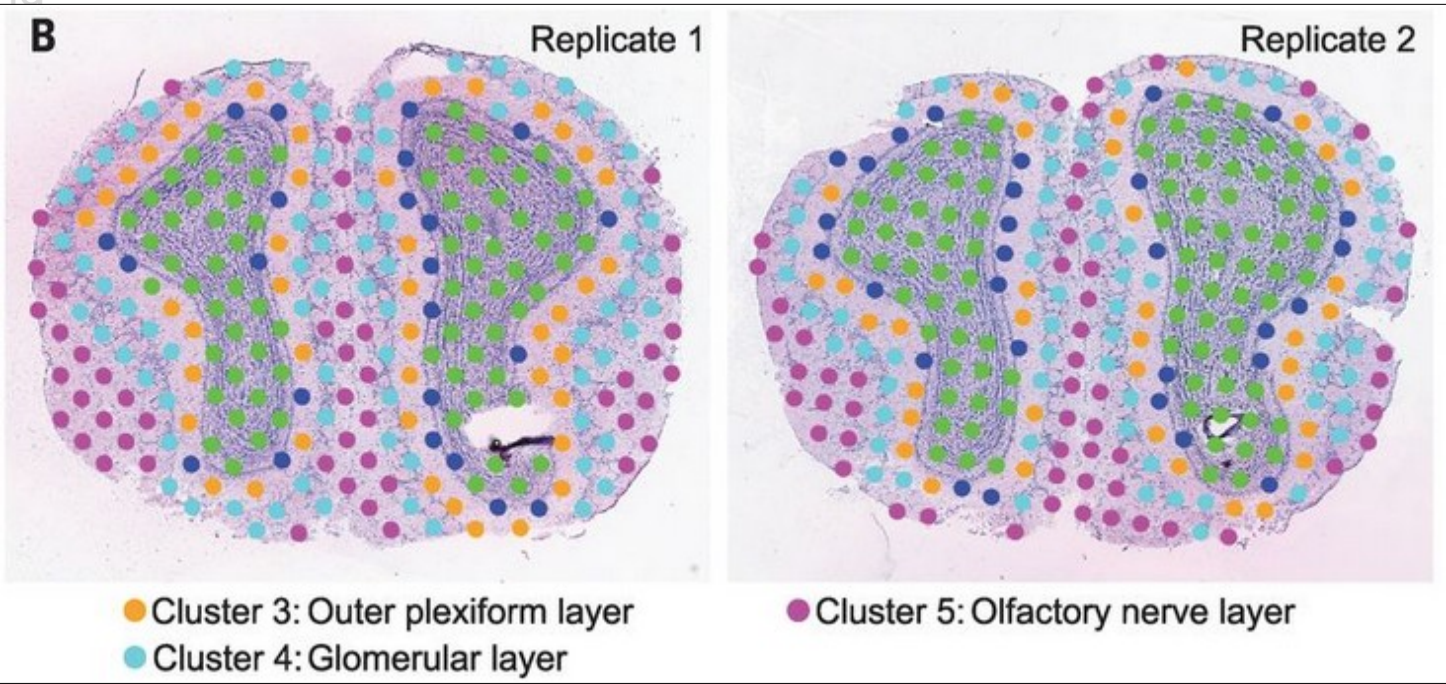 B
Replicate 1
Replicate 2
Cluster 3: Outer plexiform layer
Cluster 5: Olfactory nerve layer
Cluster 4: Glomerular layer